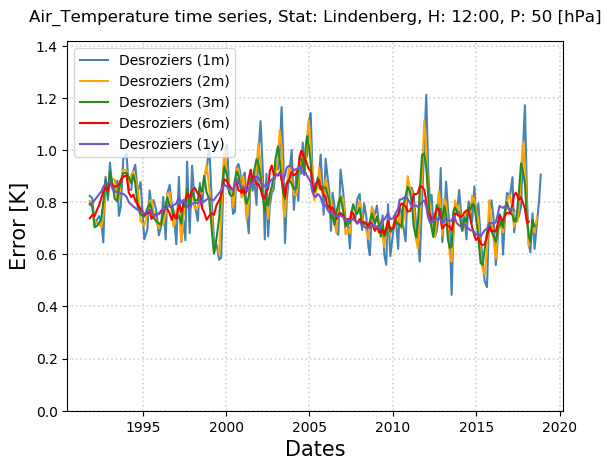 Air_Temperature time series, Stat: Lindenberg, H: 12:00, P: 50 [hPa]
1.4
1.2
1.0
0.8
0.6
0.4
0.2
0.0
Error [K]
Desroziers (1m)
Desroziers (2m)
Desroziers (3m)
Desroziers (6m)
Desroziers (1y)
1995 2000 2005 2010 2015 2020
Dates